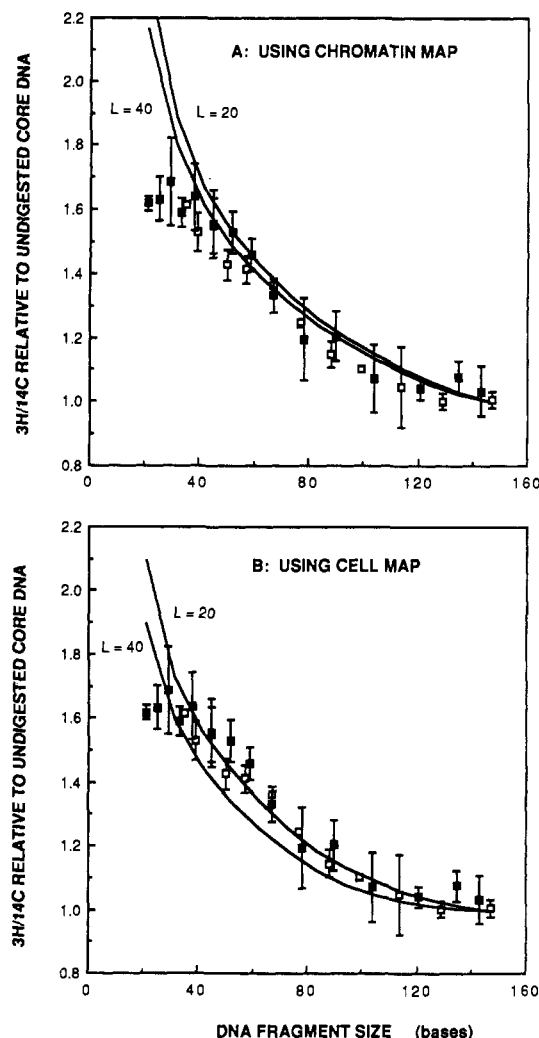 3H/14C RELATIVE TO UNDIGESTED CORE DNA
2.2
2.0
1.8
1.6
1.4
1.2
1.0
0.8
A: USING CHROMATIN MAP
L = 40
L = 20
0
40
80
120
160
3H/14C RELATIVE TO UNDIGESTED CORE DNA
2.2
2.0
1.8
1.6
1.4
1.2
1.0
0.8
B: USING CELL MAP
L = 20
L = 40
0
40
80
120
160
DNA FRAGMENT SIZE (bases)